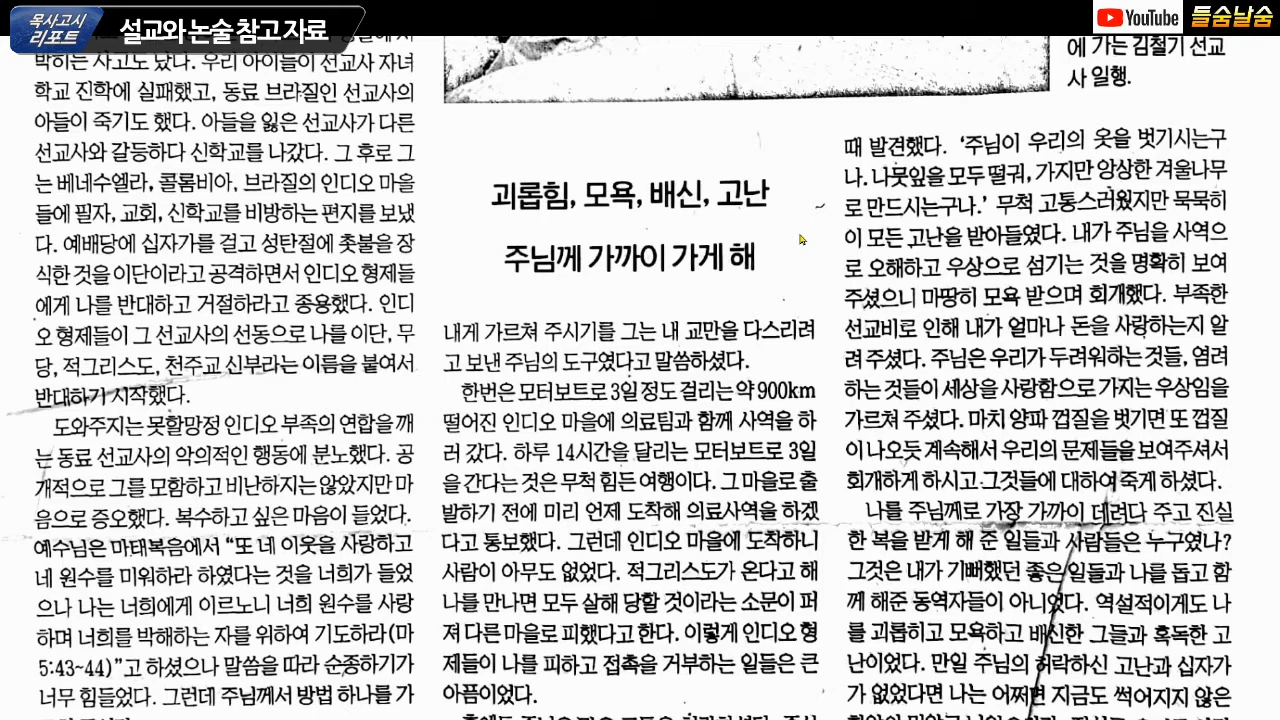 목사고시
리포트
설교와 논술 참고 자료
YouTube
들숨날숨
박히는 사고도 났다. 우리 아이들이 선교사 자녀
학교 진학에 실패했고, 동료 브라질인 선교사의
아들이 죽기도 했다. 아들을 잃은 선교사가 다른
선교사와 갈등하다 신학교를 나갔다. 그 후로 그
는 베네수엘라, 콜롬비아, 브라질의 인디오 마을
들에 필자, 교회, 신학교를 비방하는 편지를 보냈
다. 예배당에 십자가를 걸고 성탄절에 촛불을 장
식한 것을 이단이라고 공격하면서 인디오 형제들
에게 나를 반대하고 거절하라고 종용했다. 인디
오 형제들이 그 선교사의 선동으로 나를 이단, 무
당, 적그리스도, 천주교 신부라는 이름을 붙여서
반대하기 시작했다.
도와주지는 못할망정 인디오 부족의 연합을 깨
는 동료 선교사의 악의적인 행동에 분노했다. 공
개적으로 그를 모함하고 비난하지는 않았지만 마
음으로 증오했다. 복수하고 싶은 마음이 들었다.
예수님은 마태복음에서 “또 네 이웃을 사랑하고
네 원수를 미워하라 하였다는 것을 너희가 들었
으나 나는 너희에게 이르노니 너희 원수를 사랑
하며 너희를 박해하는 자를 위하여 기도하라(마
5:43~44)”고 하셨으나 말씀을 따라 순종하기가
너무 힘들었다. 그런데 주님께서 방법 하나를 가
괴롭힘, 모욕, 배신, 고난
주님께 가까이 가게 해
내게 가르쳐 주시기를 그는 내 교만을 다스리려
고 보낸 주님의 도구였다고 말씀하셨다.
한번은 모터보트로 3일 정도 걸리는 약 900km
떨어진 인디오 마을에 의료팀과 함께 사역을 하
러 갔다. 하루 14시간을 달리는 모터보트로 3일
을 간다는 것은 무척 힘든 여행이다. 그 마을로 출
발하기 전에 미리 언제 도착해 의료사역을 하겠
다고 통보했다. 그런데 인디오 마을에 도착하니
사람이 아무도 없었다. 적그리스도가 온다고 해
나를 만나면 모두 살해 당할 것이라는 소문이 퍼
져 다른 마을로 피했다고 한다. 이렇게 인디오 형
제들이 나를 피하고 접촉을 거부하는 일들은 큰
아픔이었다.
에 가는 김철기 선교
사 일행.
때 발견했다. ‘주님이 우리의 옷을 벗기시는구
나. 나뭇잎을 모두 떨궈, 가지만 앙상한 겨울나무
로 만드시는구나.’ 무척 고통스러웠지만 묵묵히
이 모든 고난을 받아들였다. 내가 주님을 사역으
로 오해하고 우상으로 섬기는 것을 명확히 보여
주셨으니 마땅히 모욕 받으며 회개했다. 부족한
선교비로 인해 내가 얼마나 돈을 사랑하는지 알
려 주셨다. 주님은 우리가 두려워하는 것들, 염려
하는 것들이 세상을 사랑함으로 가지는 우상임을
가르쳐 주셨다. 마치 양파 껍질을 벗기면 또 껍질
이 나오듯 계속해서 우리의 문제들을 보여주셔서
회개하게 하시고 그것들에 대하여 죽게 하셨다.
나를 주님께로 가장 가까이 데려다 주고 진실
한 복을 받게 해 준 일들과 사람들은 누구였나?
그것은 내가 기뻐했던 좋은 일들과 나를 돕고 함
께 해준 동역자들이 아니었다. 역설적이게도 나
를 괴롭히고 모욕하고 배신한 그들과 혹독한 고
난이었다. 만일 주님의 허락하신 고난과 십자가
가 없었다면 나는 어쩌면 지금도 썩어지지 않은